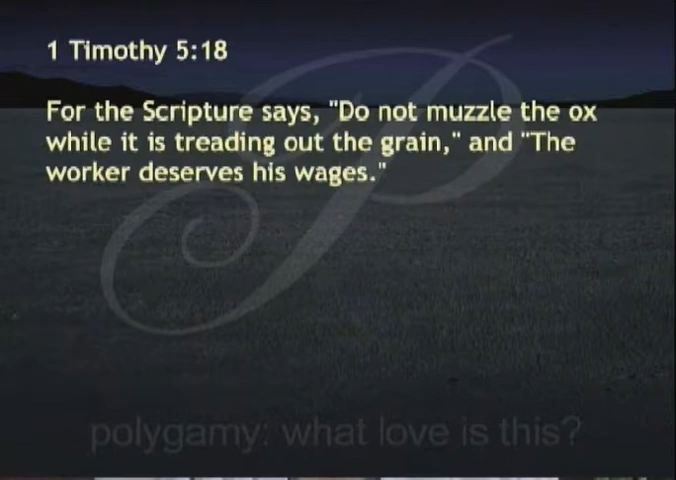 1 Timothy 5:18
For the Scripture says, "Do not muzzle the ox
while it is treading out the grain," and "The
worker deserves his wages."
P
polygamy: what love is this?